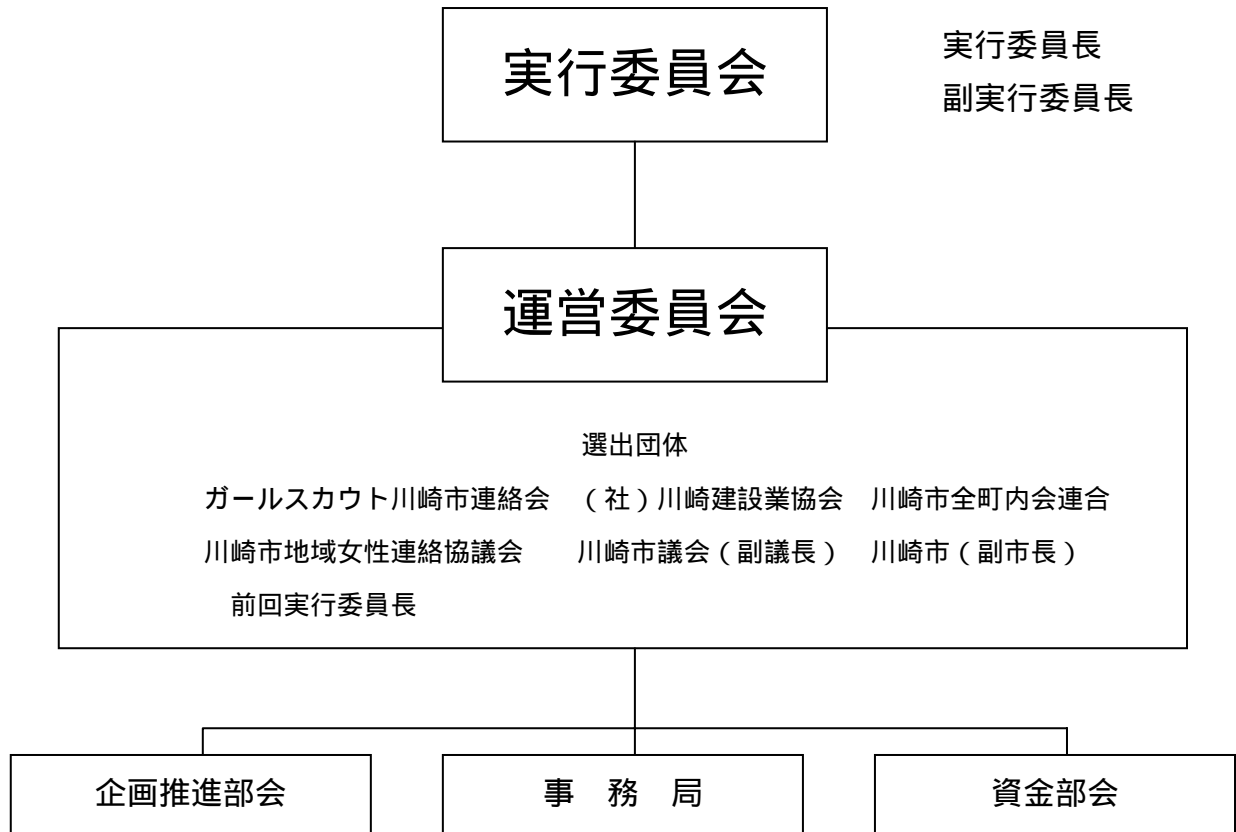 実行委員会
実行委員長
副実行委員長
運営委員会
選出団体
ガールスカウト川崎市連絡会　（社）川崎建設業協会　川崎市全町内会連合
川崎市地域女性連絡協議会　川崎市議会（副議長）　川崎市（副市長）
前回実行委員長
企画推進部会
事　務　局
資金部会